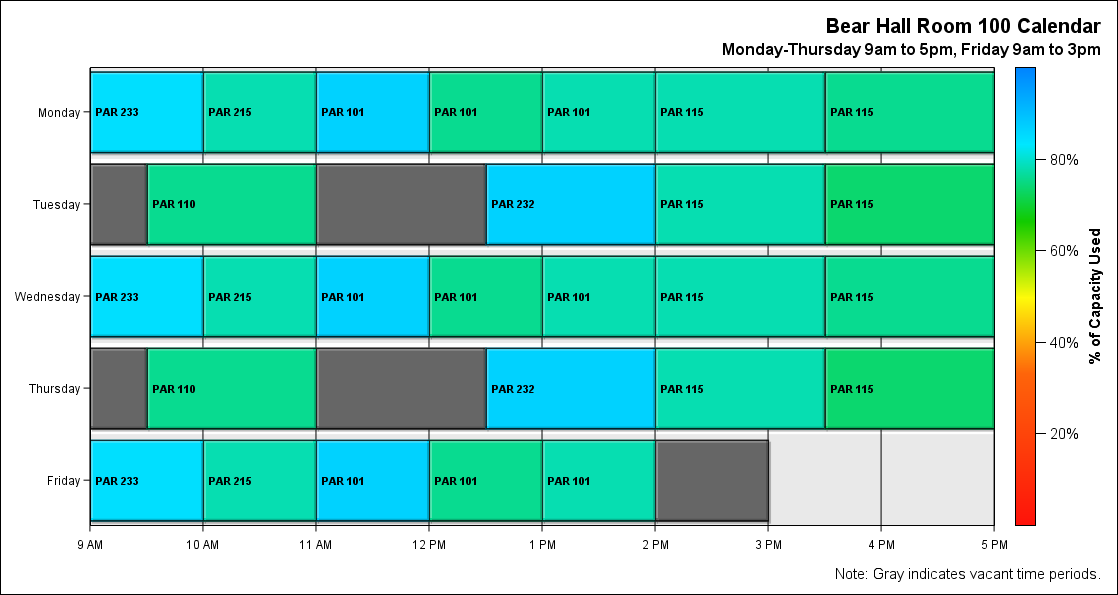 Bear Hall Room 100 Calendar
Monday-Thursday 9am to 5pm, Friday 9am to 3pm
Monday PAR 233 PAR 215 PAR 101 PAR 101 PAR 101 PAR 115 PAR 115
Tuesday PAR 110 PAR 232 PAR 115 PAR 115
Wednesday PAR 233 PAR 215 PAR 101 PAR 101 PAR 101 PAR 115 PAR 115
Thursday PAR 110 PAR 232 PAR 115 PAR 115
Friday PAR 233 PAR 215 PAR 101 PAR 101 PAR 101
9 AM 10 AM 11 AM 12 PM 1 PM 2 PM 3 PM 4 PM 5 PM
80%
60%
40%
20%
% of Capacity Used
Note: Gray indicates vacant time periods.